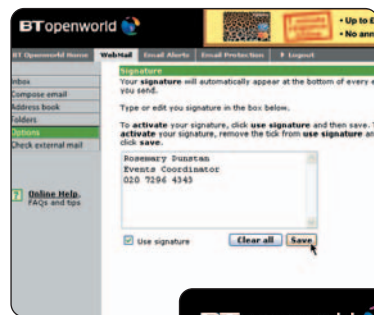 BTopenworld
• Up to £
• No ann
BT Openworld Home WebMail Email Alerts Email Protection Logout
Inbox
Compose email
Address book
Folders
Options
Check external mail
? Online Help.
FAQs and tips
Signature
Your signature will automatically appear at the bottom of every e
you send.
Type or edit you signature in the box below.
To activate your signature, click use signature and then save.
activate your signature, remove the tick from use signature an
click save.
Rosemary Dunstan
Events Coordinator
020 7296 4343
Use signature
Clear all
Save